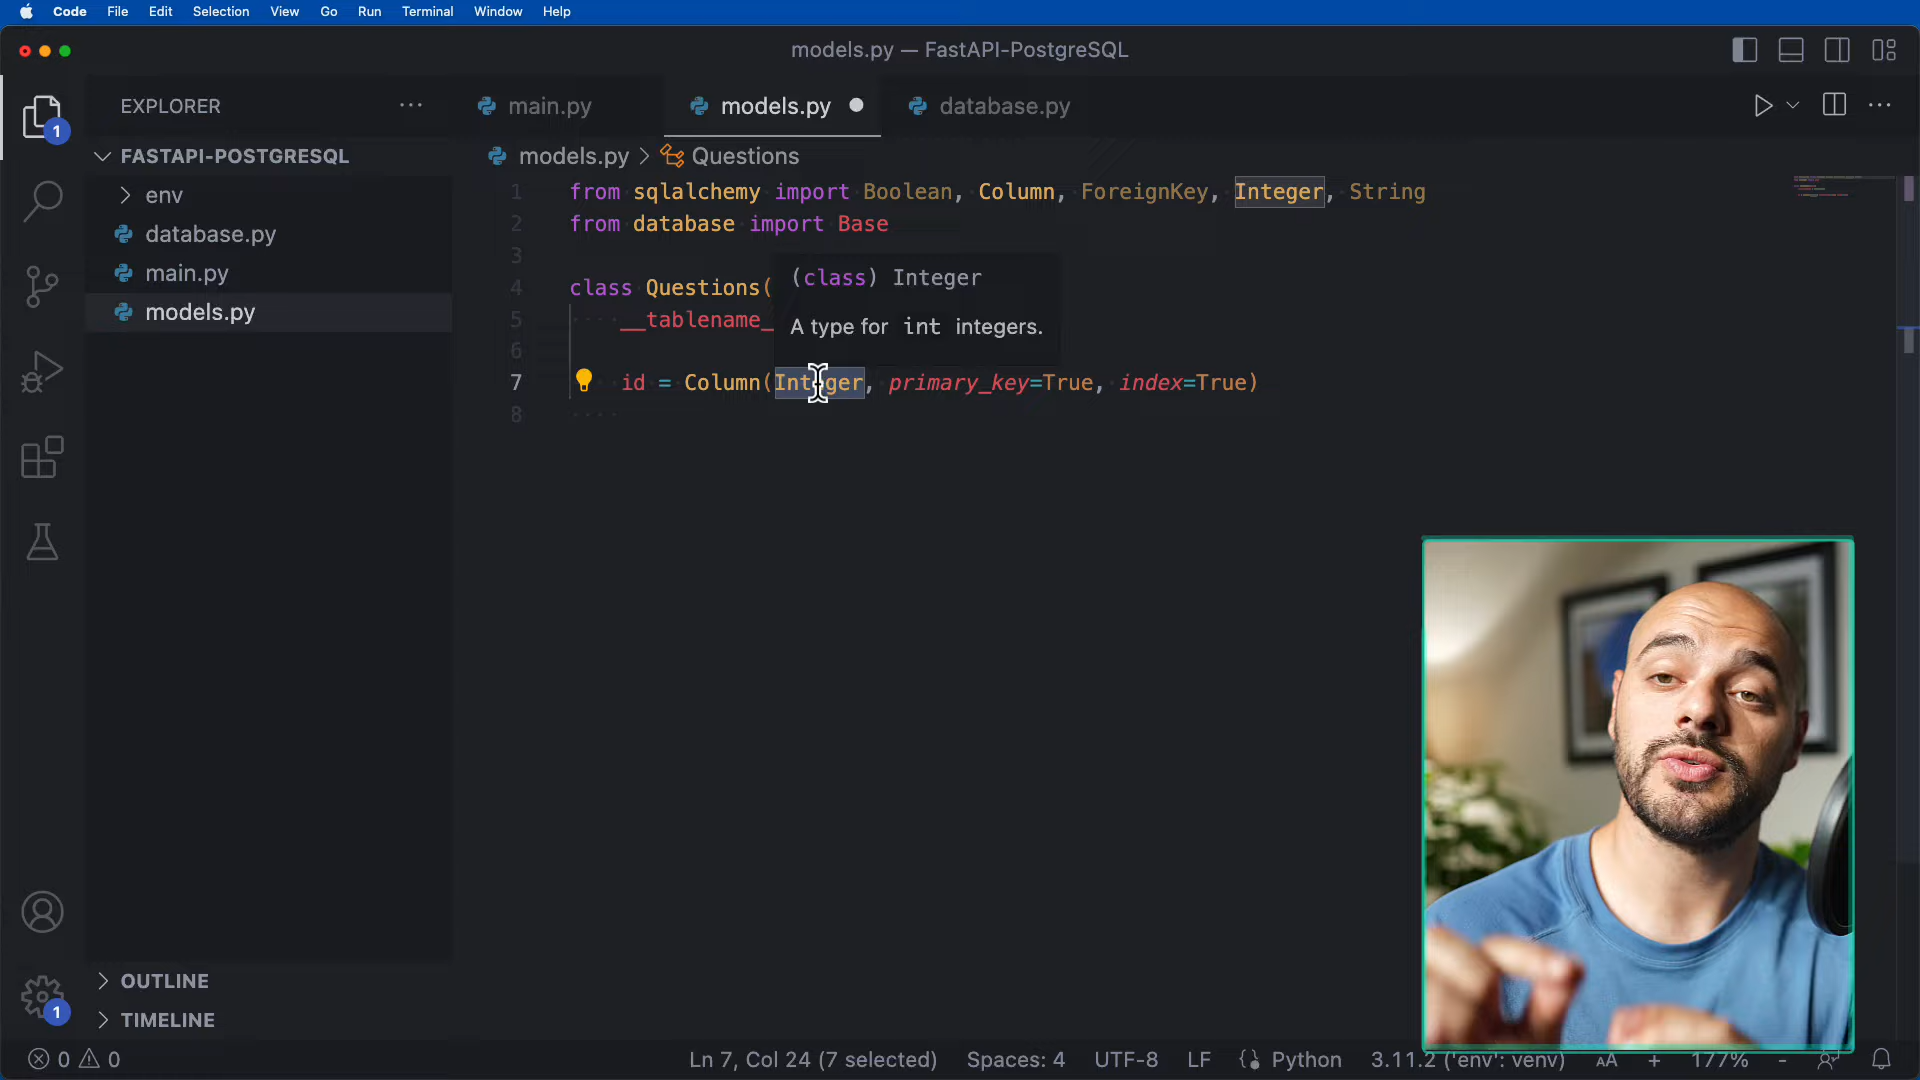 Code File Edit Selection View Go Run Terminal Window Help
models.py — FastAPI-PostgreSQL
EXPLORER
main.py
models.py
database.py
1
FASTAPI-POSTGRESQL
env
database.py
main.py
models.py
models.py > Questions
1 from sqlalchemy import Boolean, Column, ForeignKey, Integer, String
2 from database import Base
3
4 class Questions(
5 __tablename_
6
7 id = Column(Integer, primary_key=True, index=True)
8
(class) Integer
A type for int integers.
OUTLINE
1
TIMELINE
0 0
Ln 7, Col 24 (7 selected) Spaces: 4 UTF-8 LF Python 3.11.2 ('env': venv) AA + 177% -